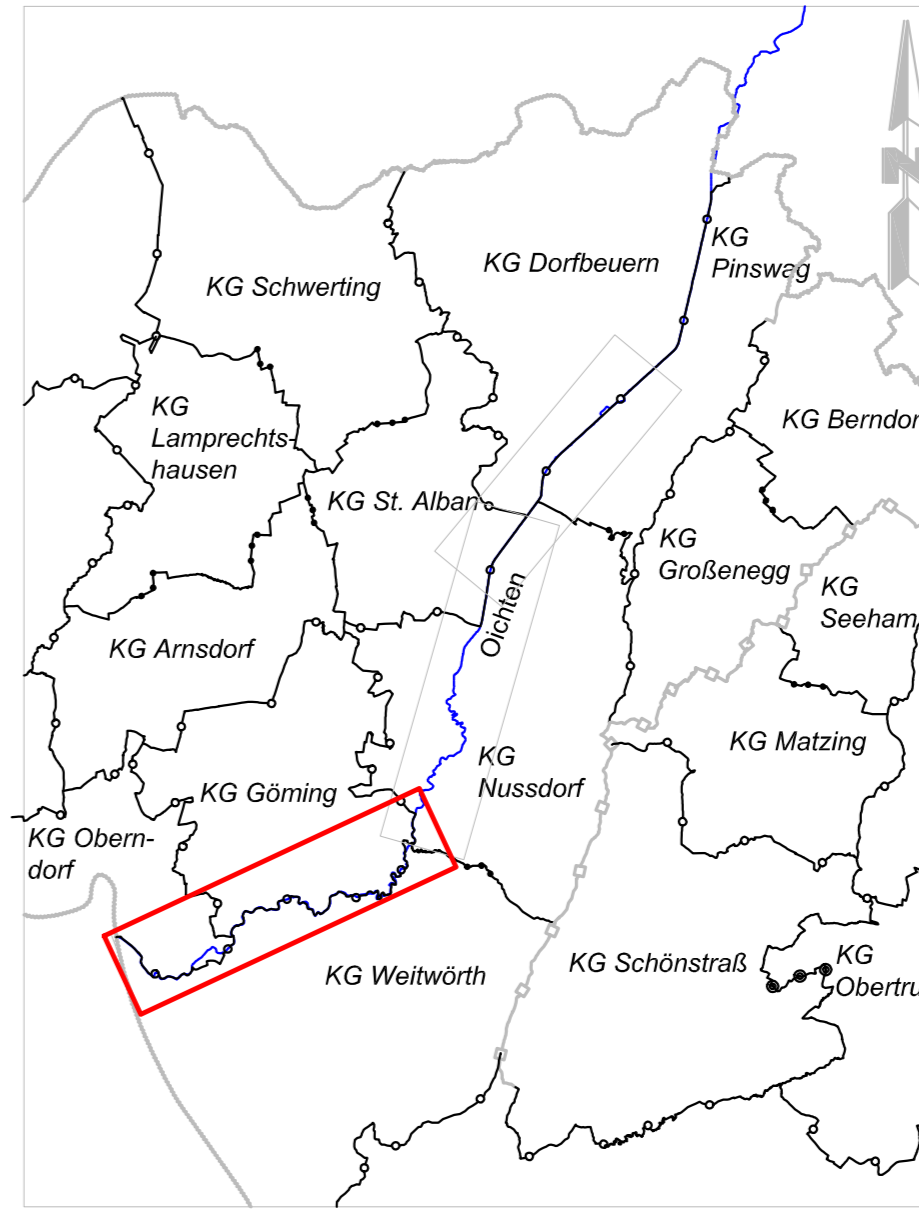 N
KG
Pinswag
KG Dorfbeuern
KG Schwerting
KG
Lamprechts-
hausen
KG Berndorf
KG St. Alban
KG
Großenegg
Oichten
KG
Seeham
KG Arnsdorf
KG Matzing
KG
Nussdorf
KG Göming
KG Obern-
dorf
KG Weitwörth
KG Schönstraß
KG
Obertru